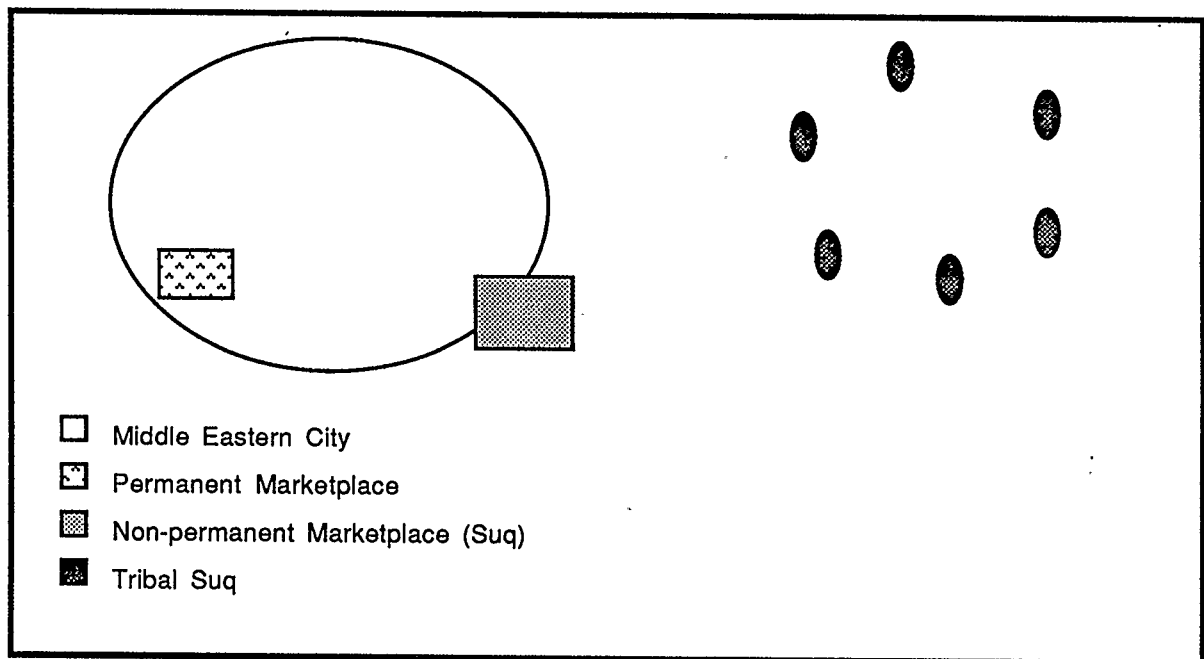 Middle Eastern City
Permanent Marketplace
Non-permanent Marketplace (Suq)
Tribal Suq